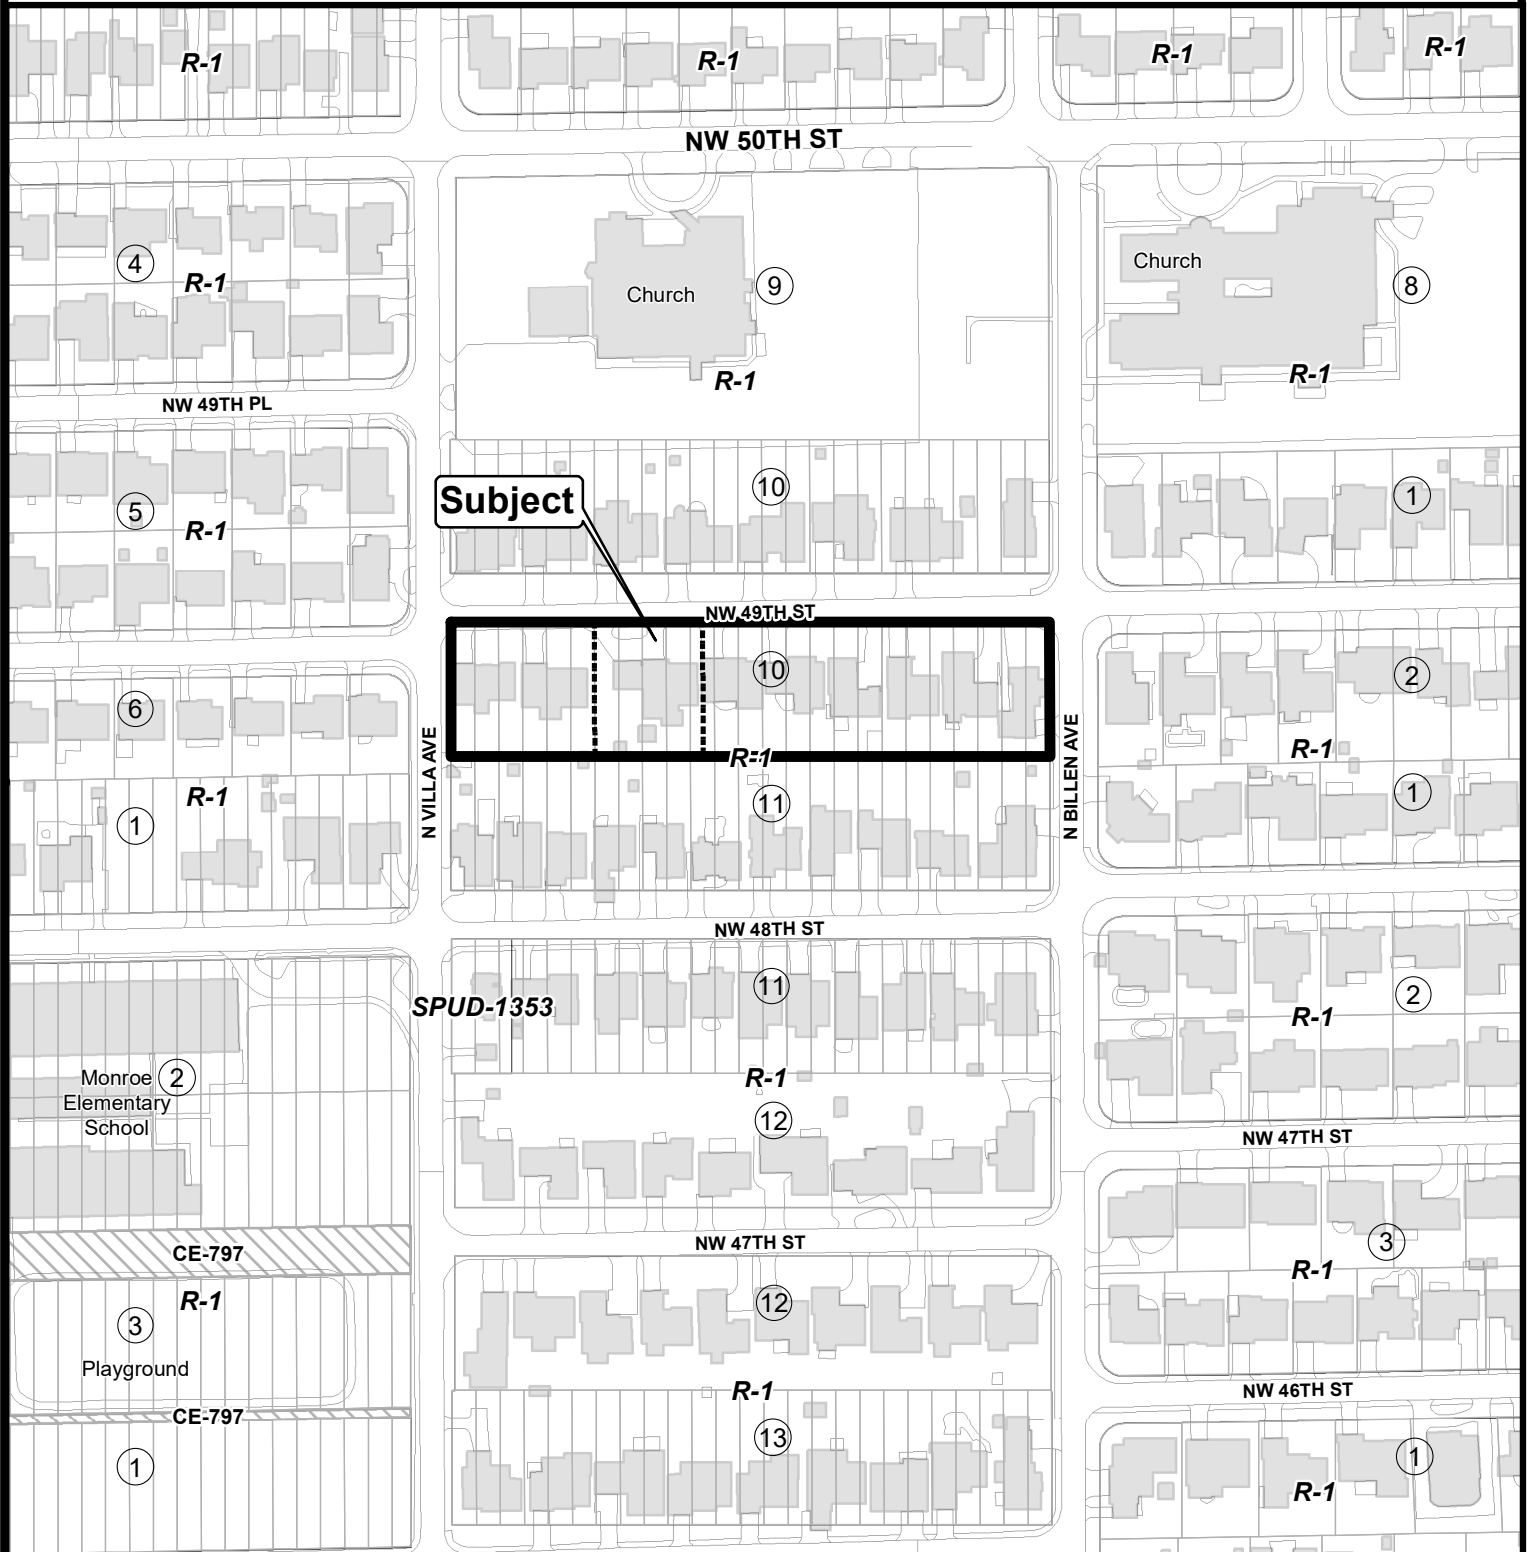 R-1
R-1
R-1
R-1
NW 50TH ST
4
R-1
Church
9
R-1
Church
8
R-1
NW 49TH PL
5
R-1
Subject
10
1
NW 49TH ST
6
R-1
1
10
R-1
2
R-1
1
N VILLA AVE
11
N BILLEN AVE
NW 48TH ST
SPUD-1353
11
R-1
12
2
R-1
Monroe
Elementary
School
2
NW 47TH ST
NW 47TH ST
CE-797
R-1
3
Playground
CE-797
1
12
R-1
13
3
R-1
NW 46TH ST
1
R-1